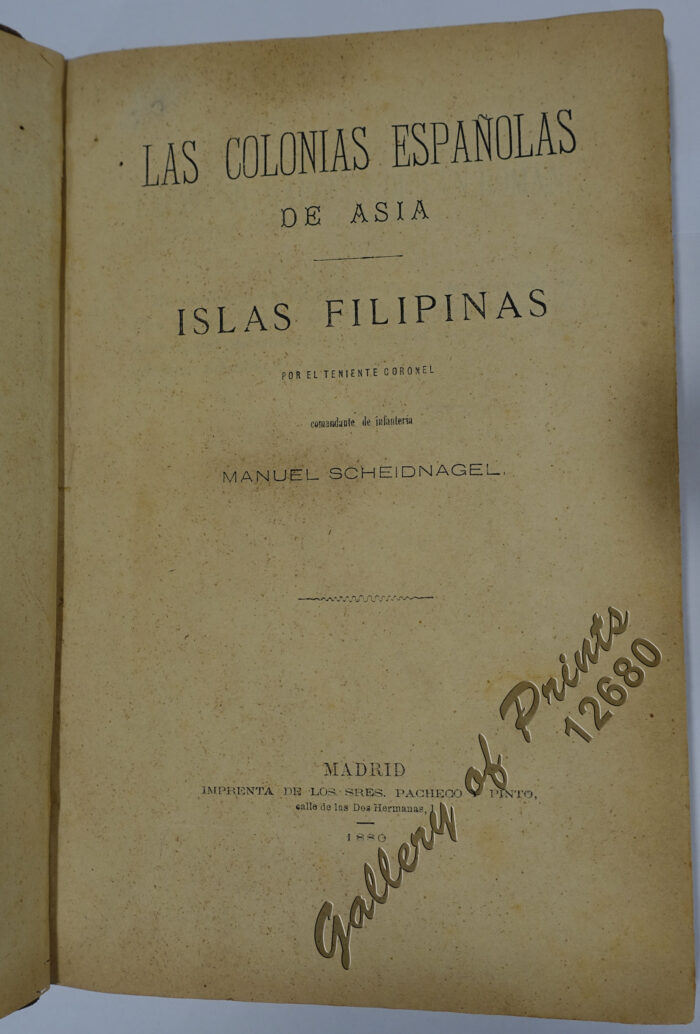 LAS COLONIAS ESPAÑOLAS
DE ASIA
ISLAS FILIPINAS
POR EL TENIENTE CORONEL
comandante de infantería
MANUEL SCHEIDNAGEL.
MADRID
IMPRENTA DE LOS SRES. PACHECO Y PINTO,
calle de las Dos Hermanas, 1
1880
Gallery of Prints
12680